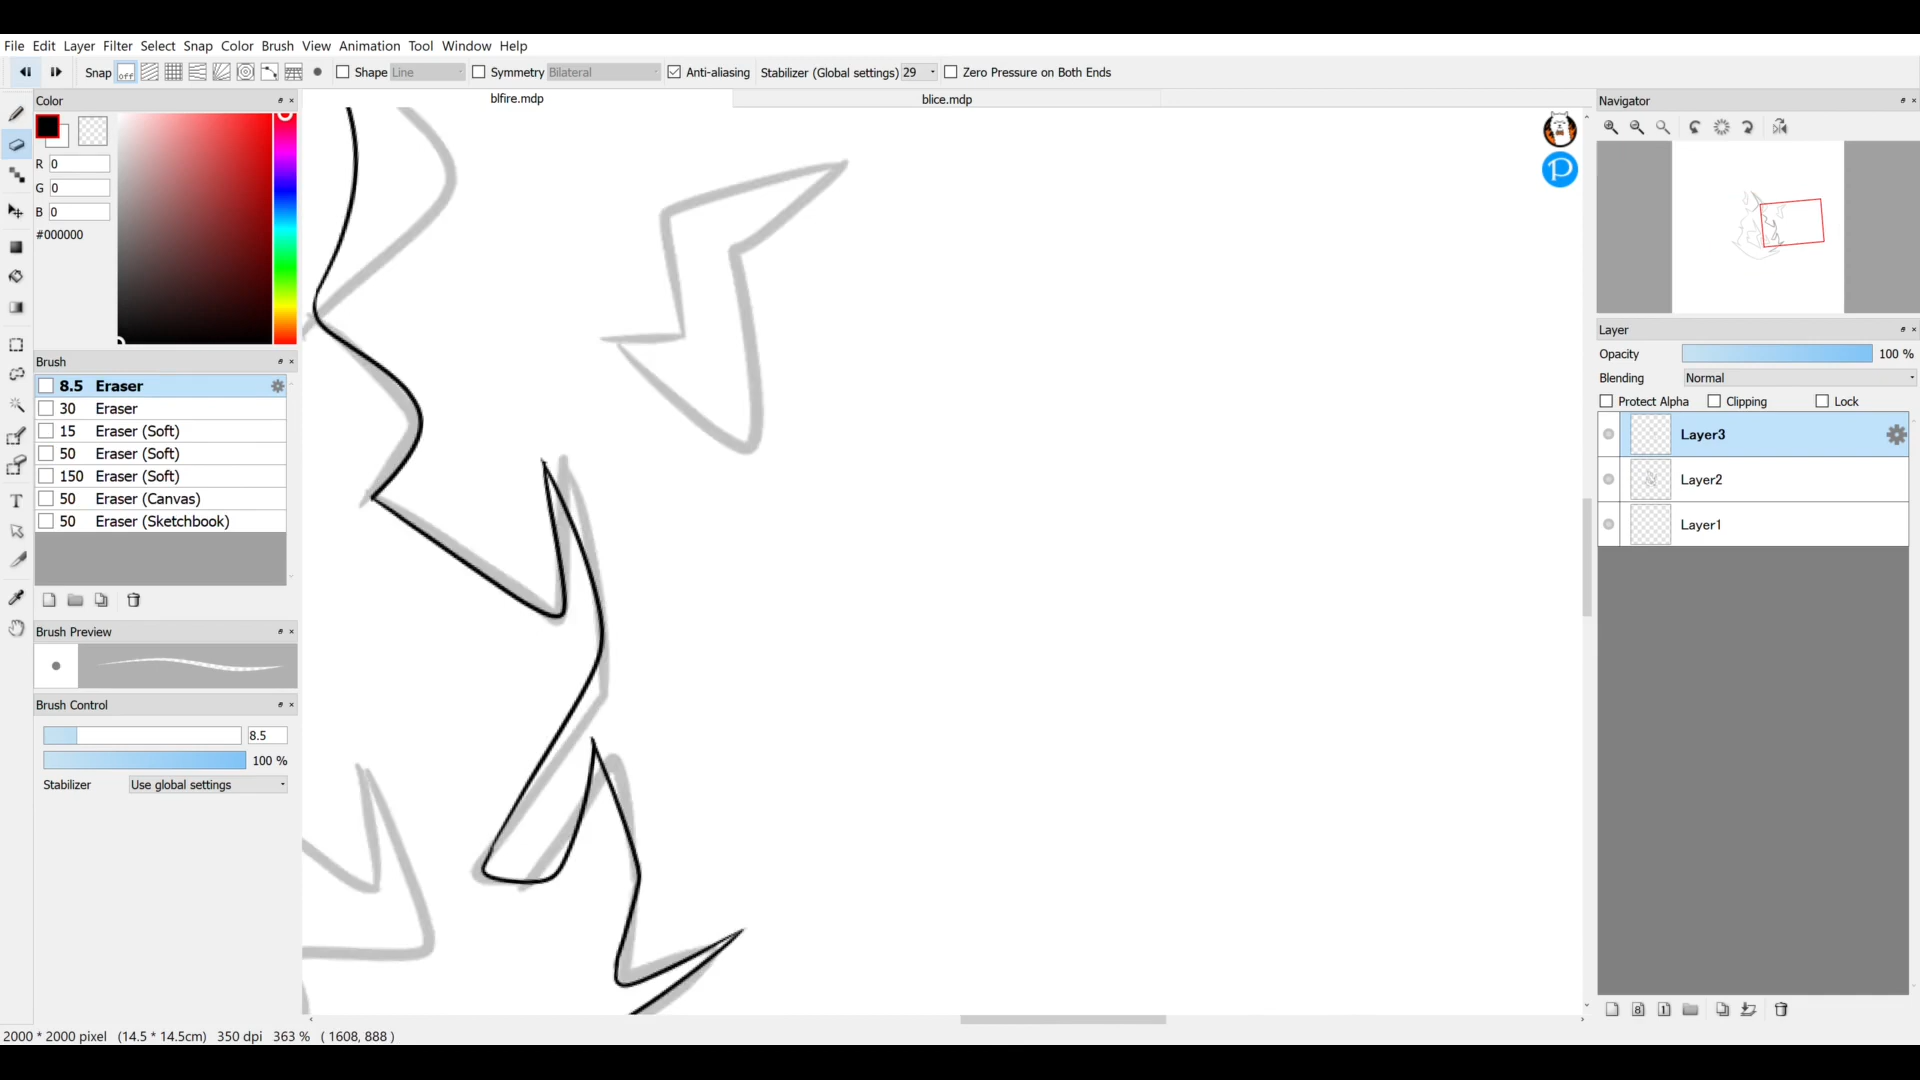 File Edit Layer Filter Select Snap Color Brush View Animation Tool Window Help
Snap off Shape Line Symmetry Bilateral Anti-aliasing Stabilizer (Global settings) 29 Zero Pressure on Both Ends
Color
blfire.mdp
blice.mdp
Navigator
R 0
G 0
B 0
#000000
Brush
8.5 Eraser
30 Eraser
15 Eraser (Soft)
50 Eraser (Soft)
150 Eraser (Soft)
50 Eraser (Canvas)
50 Eraser (Sketchbook)
Brush Preview
Brush Control
8.5
100 %
Stabilizer Use global settings
P
Layer
Opacity 100 %
Blending Normal
Protect Alpha Clipping Lock
Layer3
Layer2
Layer1
T
8 1
2000 * 2000 pixel (14.5 * 14.5cm) 350 dpi 363 % ( 1608, 888 )